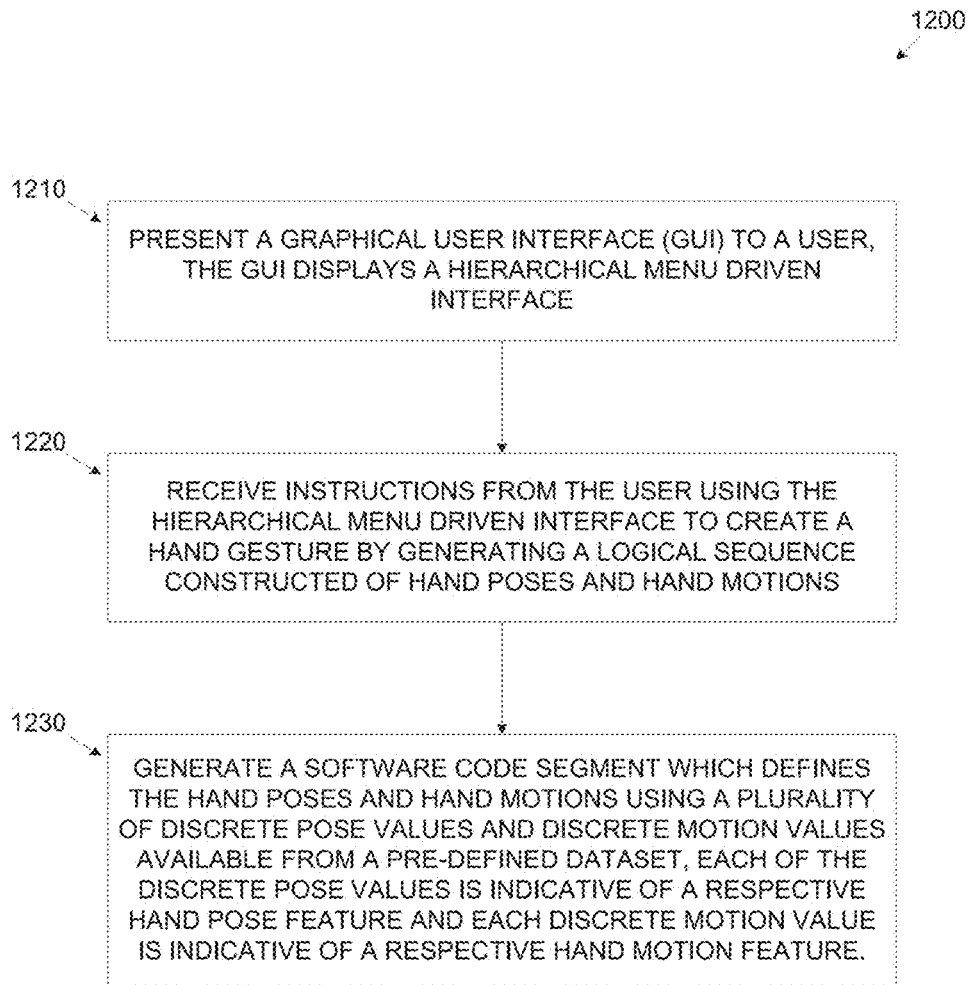 1200
1210
PRESENT A GRAPHICAL USER INTERFACE (GUI) TO A USER,
THE GUI DISPLAYS A HIERARCHICAL MENU DRIVEN
INTERFACE
1220
RECEIVE INSTRUCTIONS FROM THE USER USING THE
HIERARCHICAL MENU DRIVEN INTERFACE TO CREATE A
HAND GESTURE BY GENERATING A LOGICAL SEQUENCE
CONSTRUCTED OF HAND POSES AND HAND MOTIONS
1230
GENERATE A SOFTWARE CODE SEGMENT WHICH DEFINES
THE HAND POSES AND HAND MOTIONS USING A PLURALITY
OF DISCRETE POSE VALUES AND DISCRETE MOTION VALUES
AVAILABLE FROM A PRE-DEFINED DATASET, EACH OF THE
DISCRETE POSE VALUES IS INDICATIVE OF A RESPECTIVE
HAND POSE FEATURE AND EACH DISCRETE MOTION VALUE
IS INDICATIVE OF A RESPECTIVE HAND MOTION FEATURE.